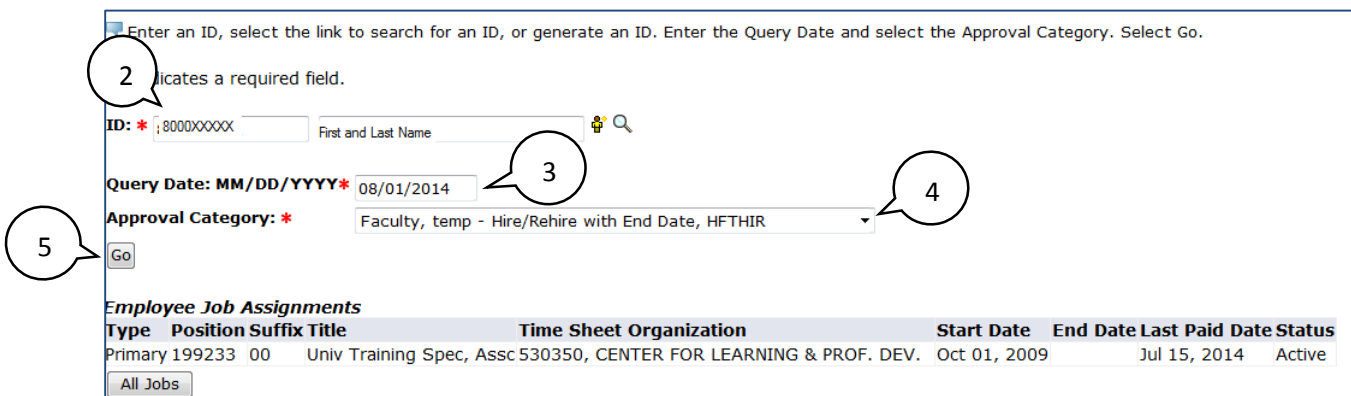 Enter an ID, select the link to search for an ID, or generate an ID. Enter the Query Date and select the Approval Category. Select Go.
2 icates a required field.
ID: * 8000XXXXX First and Last Name
3
Query Date: MM/DD/YYYY* 08/01/2014
4
Approval Category: * Faculty, temp - Hire/Rehire with End Date, HFTHIR
5
Go
Employee Job Assignments
Type Position Suffix Title Time Sheet Organization Start Date End Date Last Paid Date Status
Primary 199233 00 Univ Training Spec, Assc 530350, CENTER FOR LEARNING & PROF. DEV. Oct 01, 2009 Jul 15, 2014 Active
All Jobs